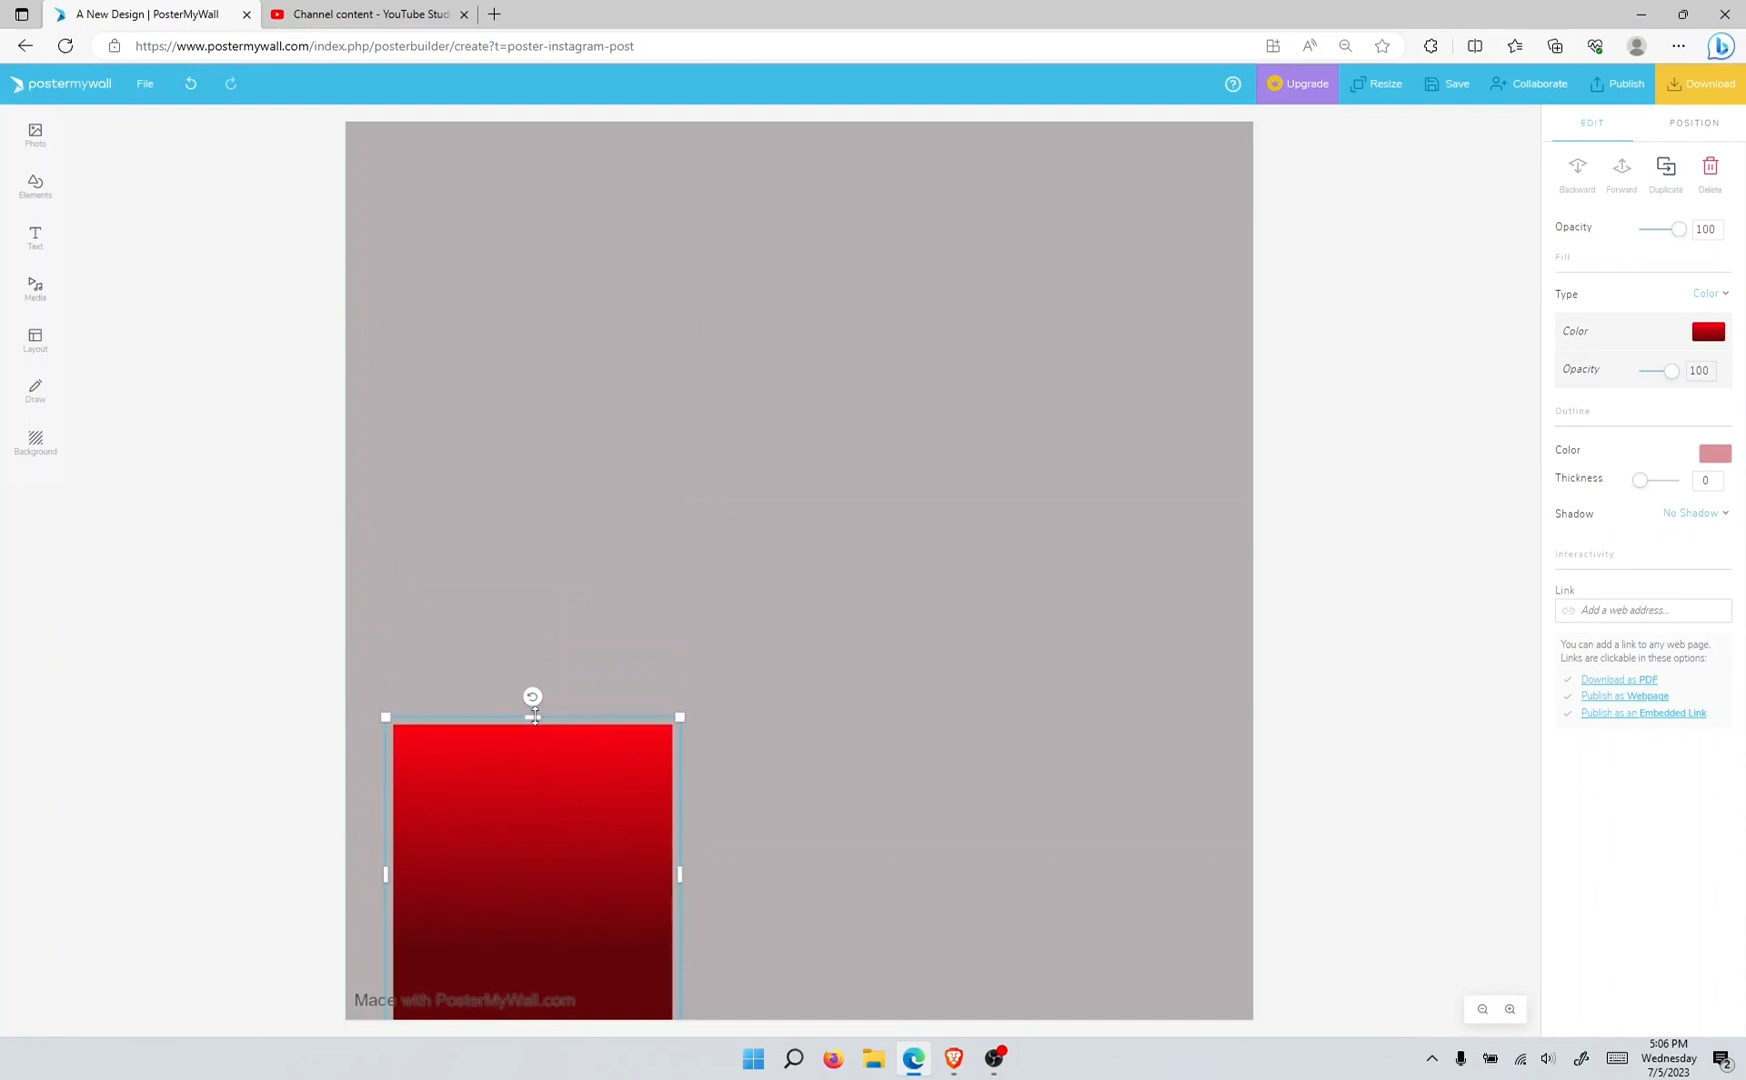 A New Design | PosterMyWall
Channel content - YouTube Stud
https://www.postermywall.com/index.php/posterbuilder/create?t=poster-instagram-post
postermywall
File
Upgrade
Resize
Save
Collaborate
Publish
Download
Photo
Elements
Text
Media
Layout
Draw
Background
EDIT
POSITION
Backward
Forward
Duplicate
Delete
Opacity
100
Fill
Type
Color
Color
Opacity
100
Outline
Color
Thickness
0
Shadow
No Shadow
Interactivity
Link
Add a web address...
You can add a link to any web page.
Links are clickable in these options:
Download as PDF
Publish as Webpage
Publish as an Embedded Link
Made with PosterMyWall.com
5:06 PM
Wednesday
7/5/2023
2